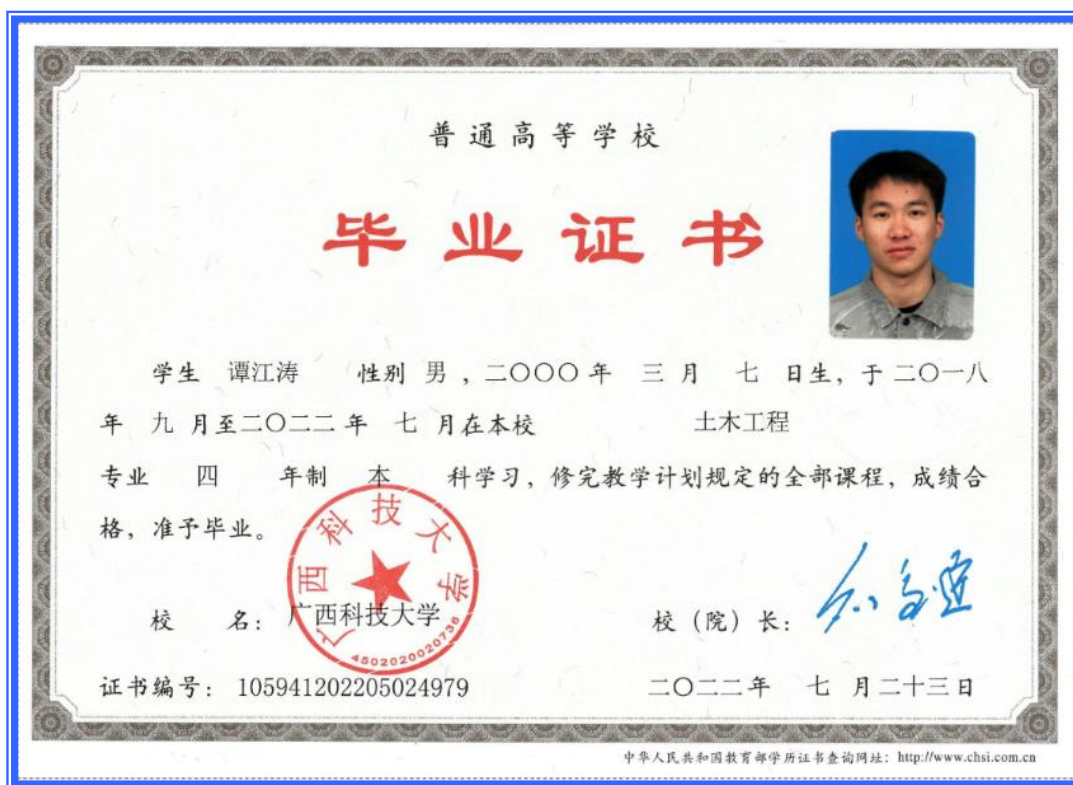 普通高等学校
毕业证书
学生 谭江涛 性别 男，二〇〇〇年 三月 七 日生，于二〇一八
年 九 月至二〇二二年 七 月在本校 土木工程
专业 四 年制 本 科学习，修完教学计划规定的全部课程，成绩合
格，准予毕业。
广西科技大学
4502020020736
校 名：广西科技大学 校（院）长：
证书编号：105941202205024979 二〇二二年 七 月二十三日
中华人民共和国教育部学历证书查询网址：http://www.chsi.com.cn